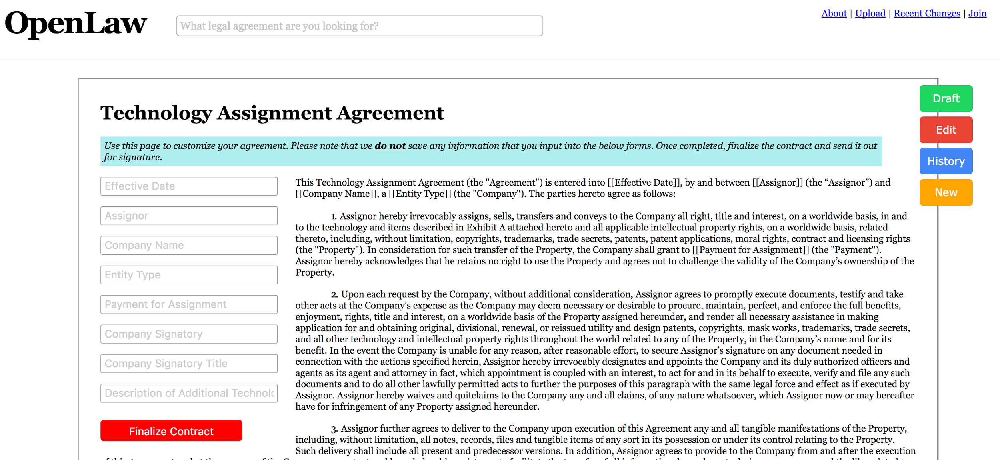 OpenLaw
What legal agreement are you looking for?
About | Upload | Recent Changes | Join
Technology Assignment Agreement
Use this page to customize your agreement. Please note that we do not save any information that you input into the below forms. Once completed, finalize the contract and send it out
for signature.
Draft
Edit
History
New
Effective Date
Assignor
Company Name
Entity Type
Payment for Assignment
Company Signatory
Company Signatory Title
Description of Additional Technolo
Finalize Contract
This Technology Assignment Agreement (the "Agreement") is entered into [[Effective Date]], by and between [[Assignor]] (the “Assignor”) and
[[Company Name]], a [[Entity Type]] (the "Company"). The parties hereto agree as follows:
1. Assignor hereby irrevocably assigns, sells, transfers and conveys to the Company all right, title and interest, on a worldwide basis, in and
to the technology and items described in Exhibit A attached hereto and all applicable intellectual property rights, on a worldwide basis, related
thereto, including, without limitation, copyrights, trademarks, trade secrets, patents, patent applications, moral rights, contract and licensing rights
(the "Property"). In consideration for such transfer of the Property, the Company shall grant to [[Payment for Assignment]] (the "Payment").
Assignor hereby acknowledges that he retains no right to use the Property and agrees not to challenge the validity of the Company’s ownership of the
Property.
2. Upon each request by the Company, without additional consideration, Assignor agrees to promptly execute documents, testify and take
other acts at the Company’s expense as the Company may deem necessary or desirable to procure, maintain, perfect, and enforce the full benefits,
enjoyment, rights, title and interest, on a worldwide basis of the Property assigned hereunder, and render all necessary assistance in making
application for and obtaining original, divisional, renewal, or reissued utility and design patents, copyrights, mask works, trademarks, trade secrets,
and all other technology and intellectual property rights throughout the world related to any of the Property, in the Company’s name and for its
benefit. In the event the Company is unable for any reason, after reasonable effort, to secure Assignor’s signature on any document needed in
connection with the actions specified herein, Assignor hereby irrevocably designates and appoints the Company and its duly authorized officers and
agents as its agent and attorney in fact, which appointment is coupled with an interest, to act for and in its behalf to execute, verify and file any such
documents and to do all other lawfully permitted acts to further the purposes of this paragraph with the same legal force and effect as if executed by
Assignor. Assignor hereby waives and quitclaims to the Company any and all claims, of any nature whatsoever, which Assignor now or may hereafter
have for infringement of any Property assigned hereunder.
3. Assignor further agrees to deliver to the Company upon execution of this Agreement any and all tangible manifestations of the Property,
including, without limitation, all notes, records, files and tangible items of any sort in its possession or under its control relating to the Property.
Such delivery shall include all present and predecessor versions. In addition, Assignor agrees to provide to the Company from and after the execution